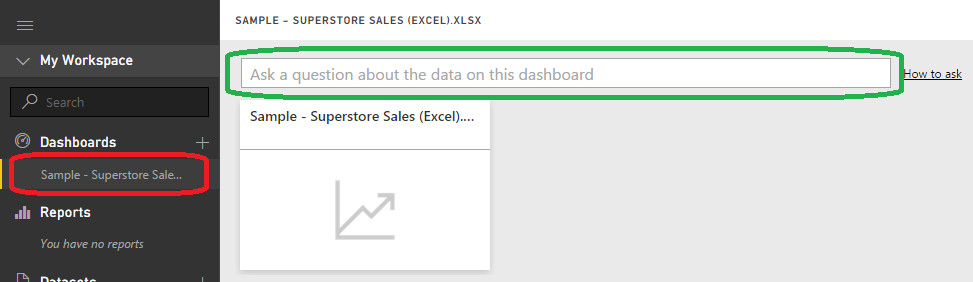 SAMPLE – SUPERSTORE SALES (EXCEL).XLSX
My Workspace
Search
Dashboards
Sample - Superstore Sale...
Reports
You have no reports
Datasets
Ask a question about the data on this dashboard
How to ask
Sample - Superstore Sales (Excel)....